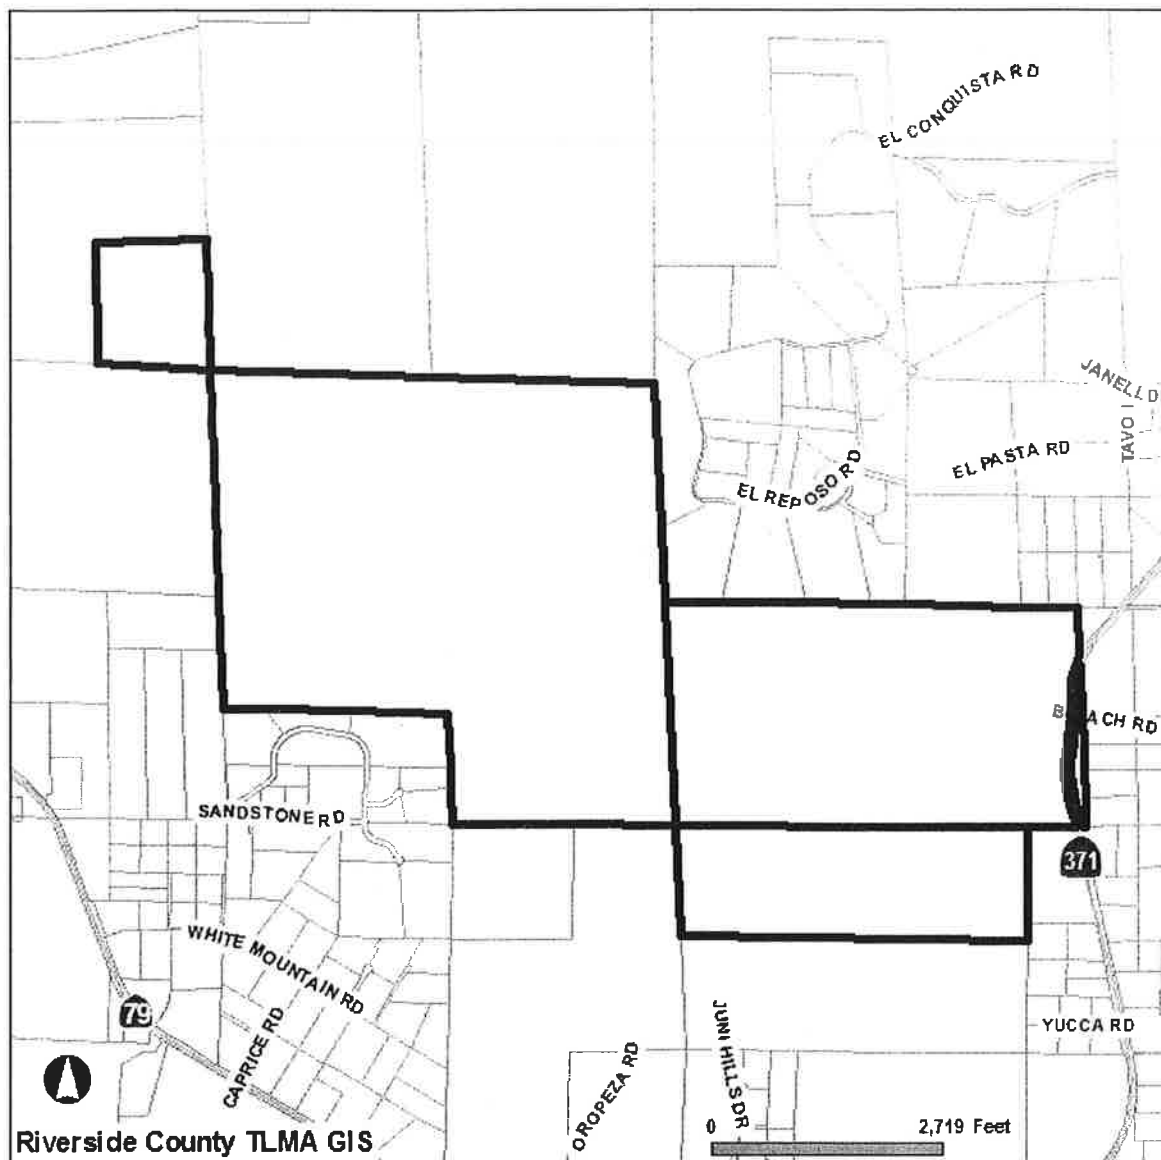 EL CONQUISTA RD
JANELL D
TAVO
EL PASTA RD
EL REPOSO RD
ACH RD
371
SANDSTONE RD
WHITE MOUNTAIN RD
79
CAPRICE RD
OROPEZA RD
HILLS DR
YUCCA RD
0 2,719 Feet
Riverside County TLMA GIS